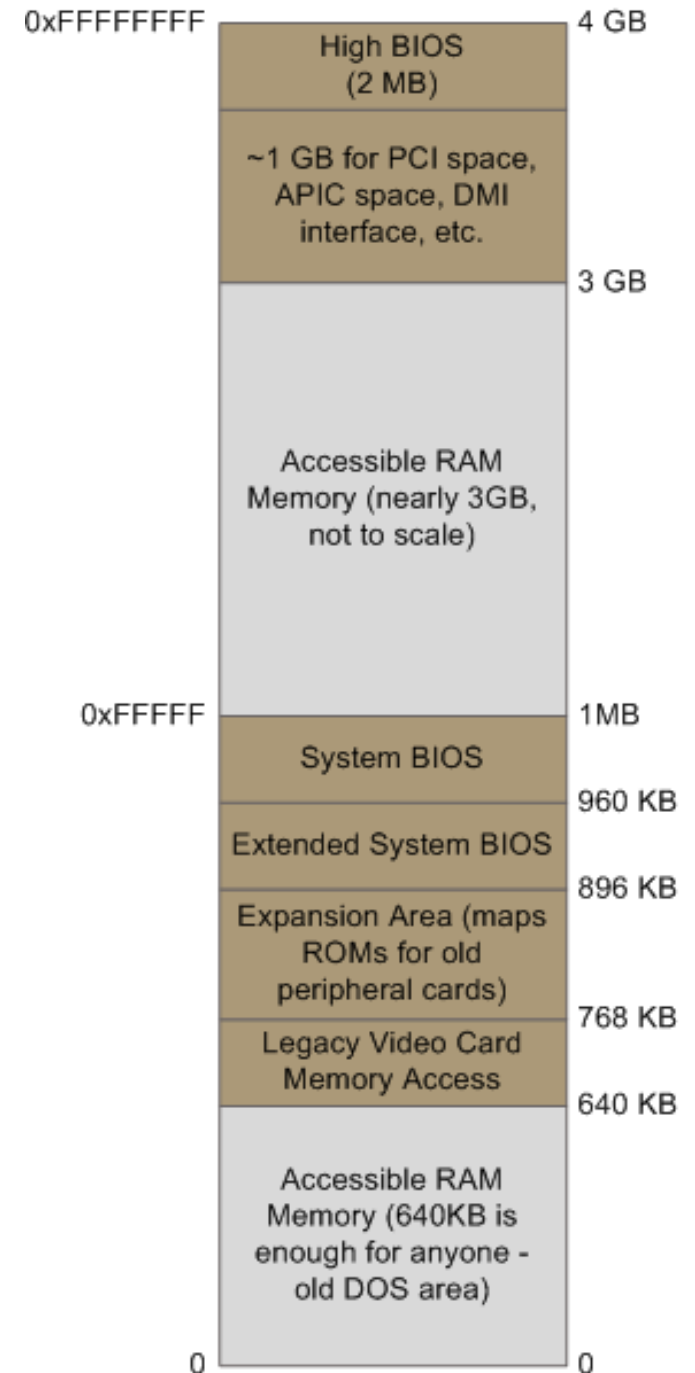 0xFFFFFFFF
4 GB
High BIOS
(2 MB)
~1 GB for PCI space,
APIC space, DMI
interface, etc.
3 GB
Accessible RAM
Memory (nearly 3GB,
not to scale)
0xFFFFF
1MB
System BIOS
960 KB
Extended System BIOS
896 KB
Expansion Area (maps
ROMs for old
peripheral cards)
768 KB
Legacy Video Card
Memory Access
640 KB
Accessible RAM
Memory (640KB is
enough for anyone -
old DOS area)
0
0